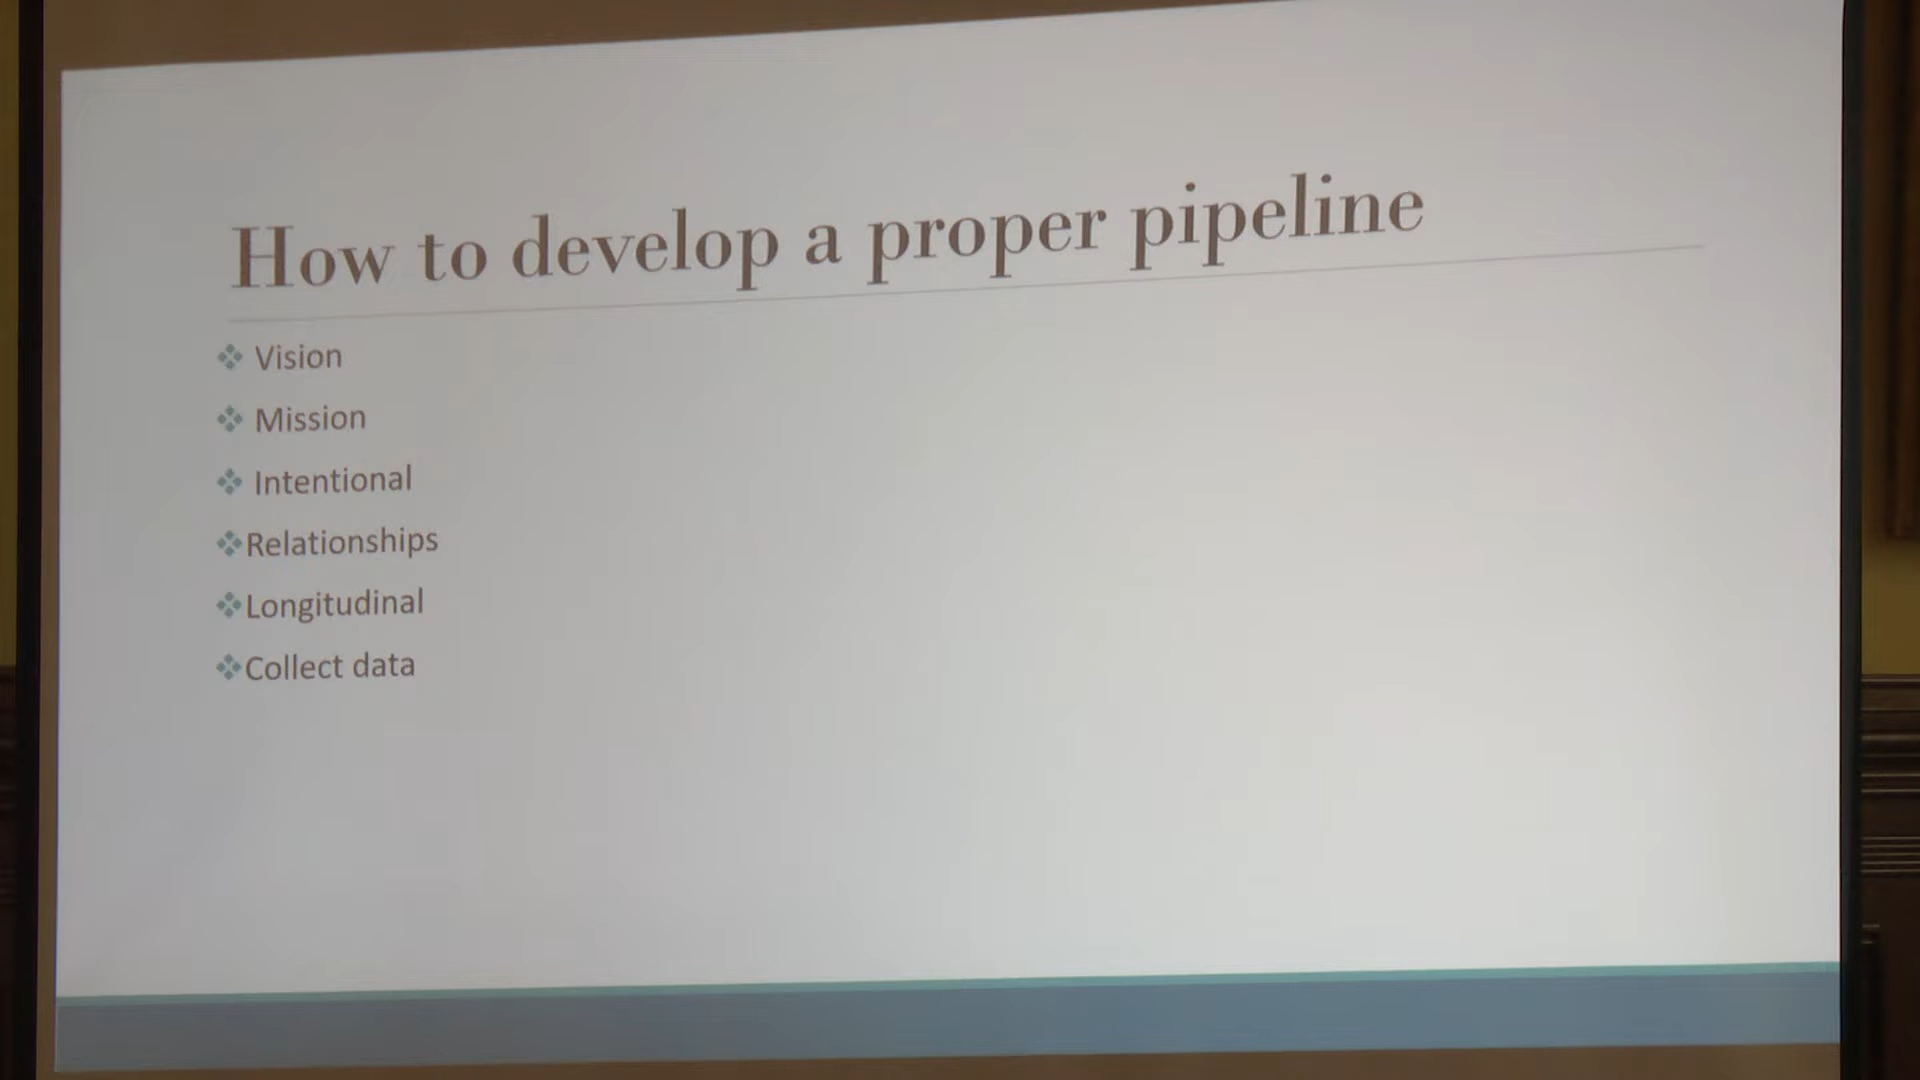 How to develop a proper pipeline
Vision
Mission
Intentional
Relationships
Longitudinal
Collect data